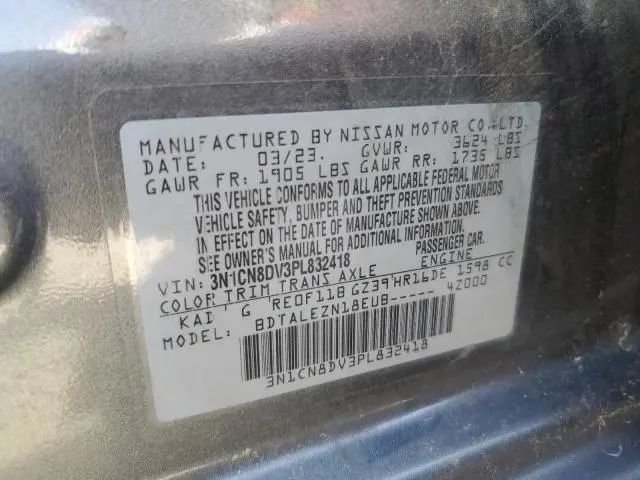 MANUFACTURED BY NISSAN MOTOR CO.,LTD.
DATE: 03/23. GVWR: 3624 LBS
GAWR FR: 1905 LBS GAWR RR: 1735 LBS
THIS VEHICLE CONFORMS TO ALL APPLICABLE FEDERAL MOTOR
VEHICLE SAFETY, BUMPER AND THEFT PREVENTION STANDARDS
IN EFFECT ON THE DATE OF MANUFACTURE SHOWN ABOVE.
SEE OWNER'S MANUAL FOR ADDITIONAL INFORMATION.
VIN: 3N1CN8DV3PL832418 PASSENGER CAR.
COLOR TRIM TRANS AXLE ENGINE
KAD G RE0F11B GZ39 HR16DE 1598 CC
MODEL: BDTALEZN18EUB----- 4Z000
3N1CN8DV3PL832418